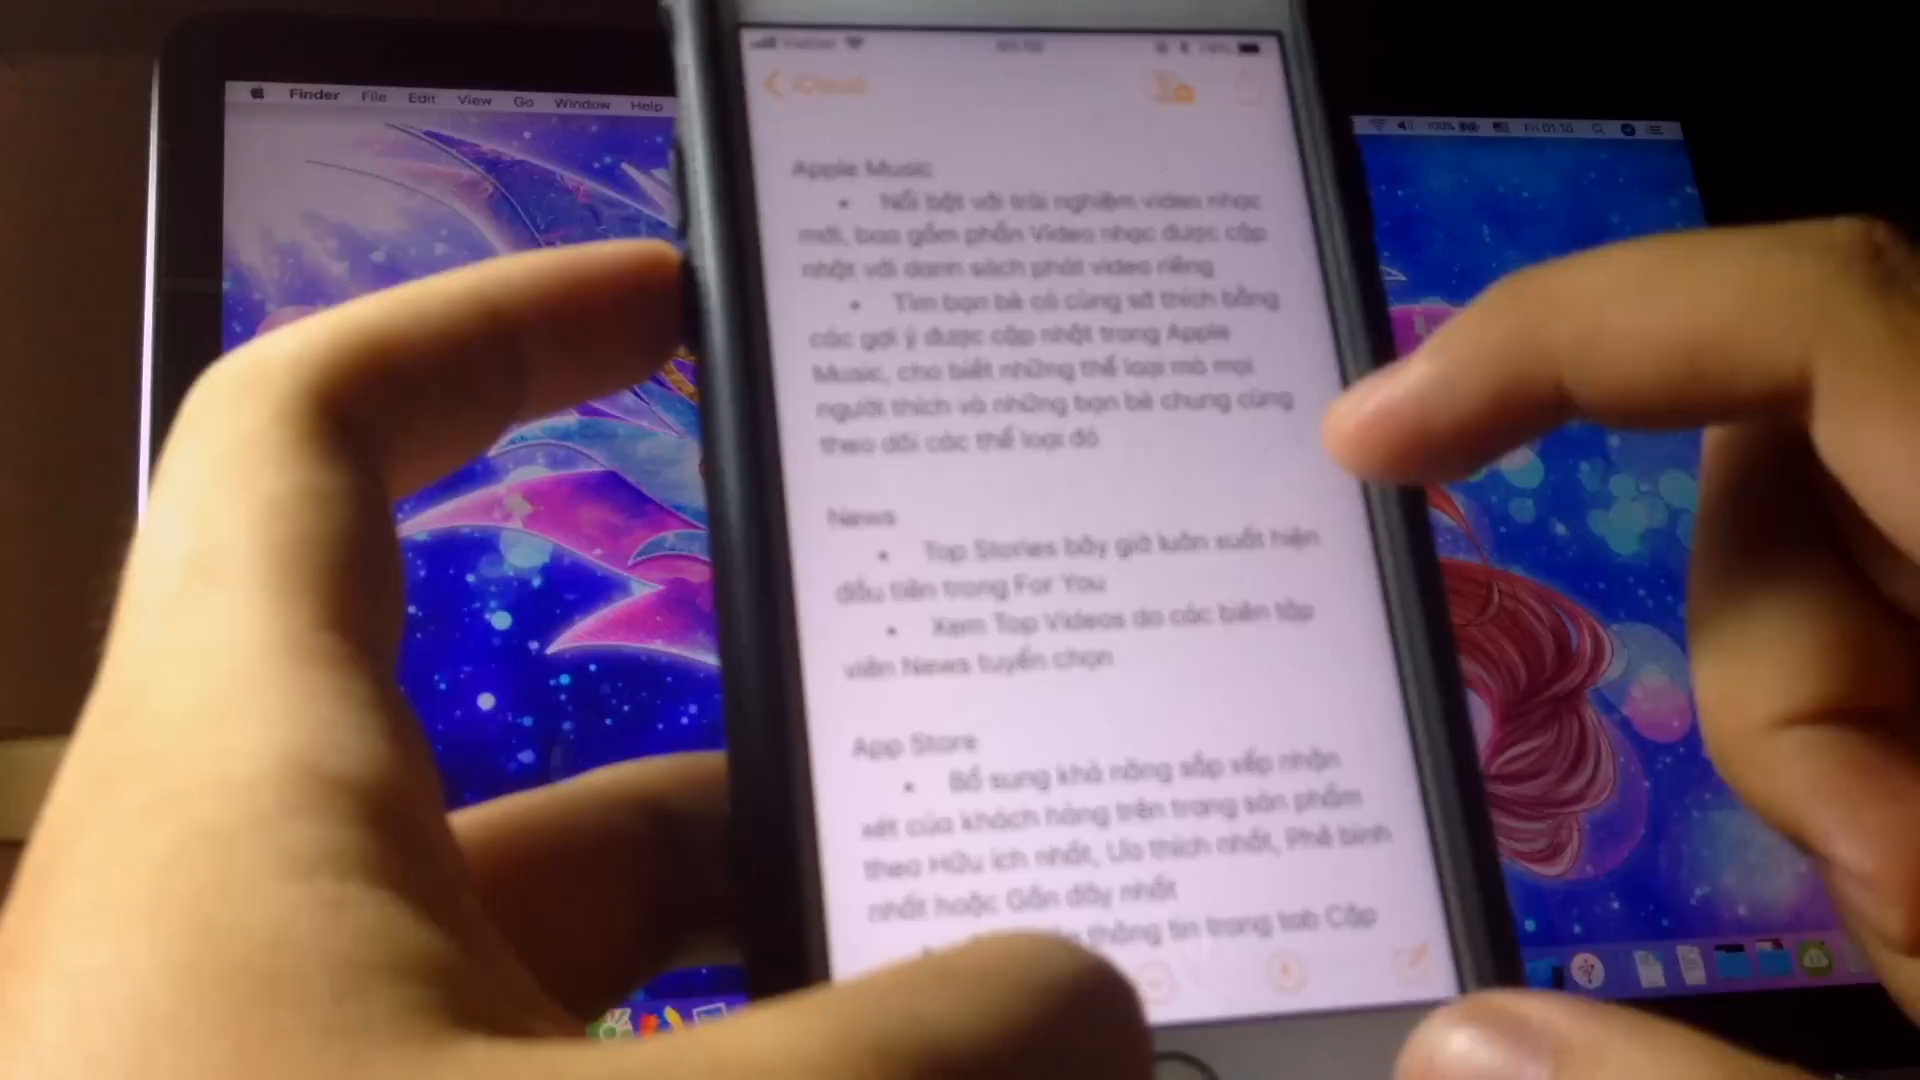 Finder File Edit View Go Window Help
100% Fri 01:10
iCloud
Apple Music
• Nổi bật với trải nghiệm video nhạc
mới, bao gồm phần Video nhạc được cập
nhật với danh sách phát video riêng
• Tìm bạn bè có cùng sở thích bằng
các gợi ý được cập nhật trong Apple
Music, cho biết những thể loại mà mọi
người thích và những bạn bè chung cùng
theo dõi các thể loại đó
News
• Top Stories bây giờ luôn xuất hiện
đầu tiên trong For You
• Xem Top Videos do các biên tập
viên News tuyển chọn
App Store
• Bổ sung khả năng sắp xếp nhận
xét của khách hàng trên trang sản phẩm
theo Hữu ích nhất, Ưa thích nhất, Phê bình
nhất hoặc Gần đây nhất
thông tin trong tab Cập